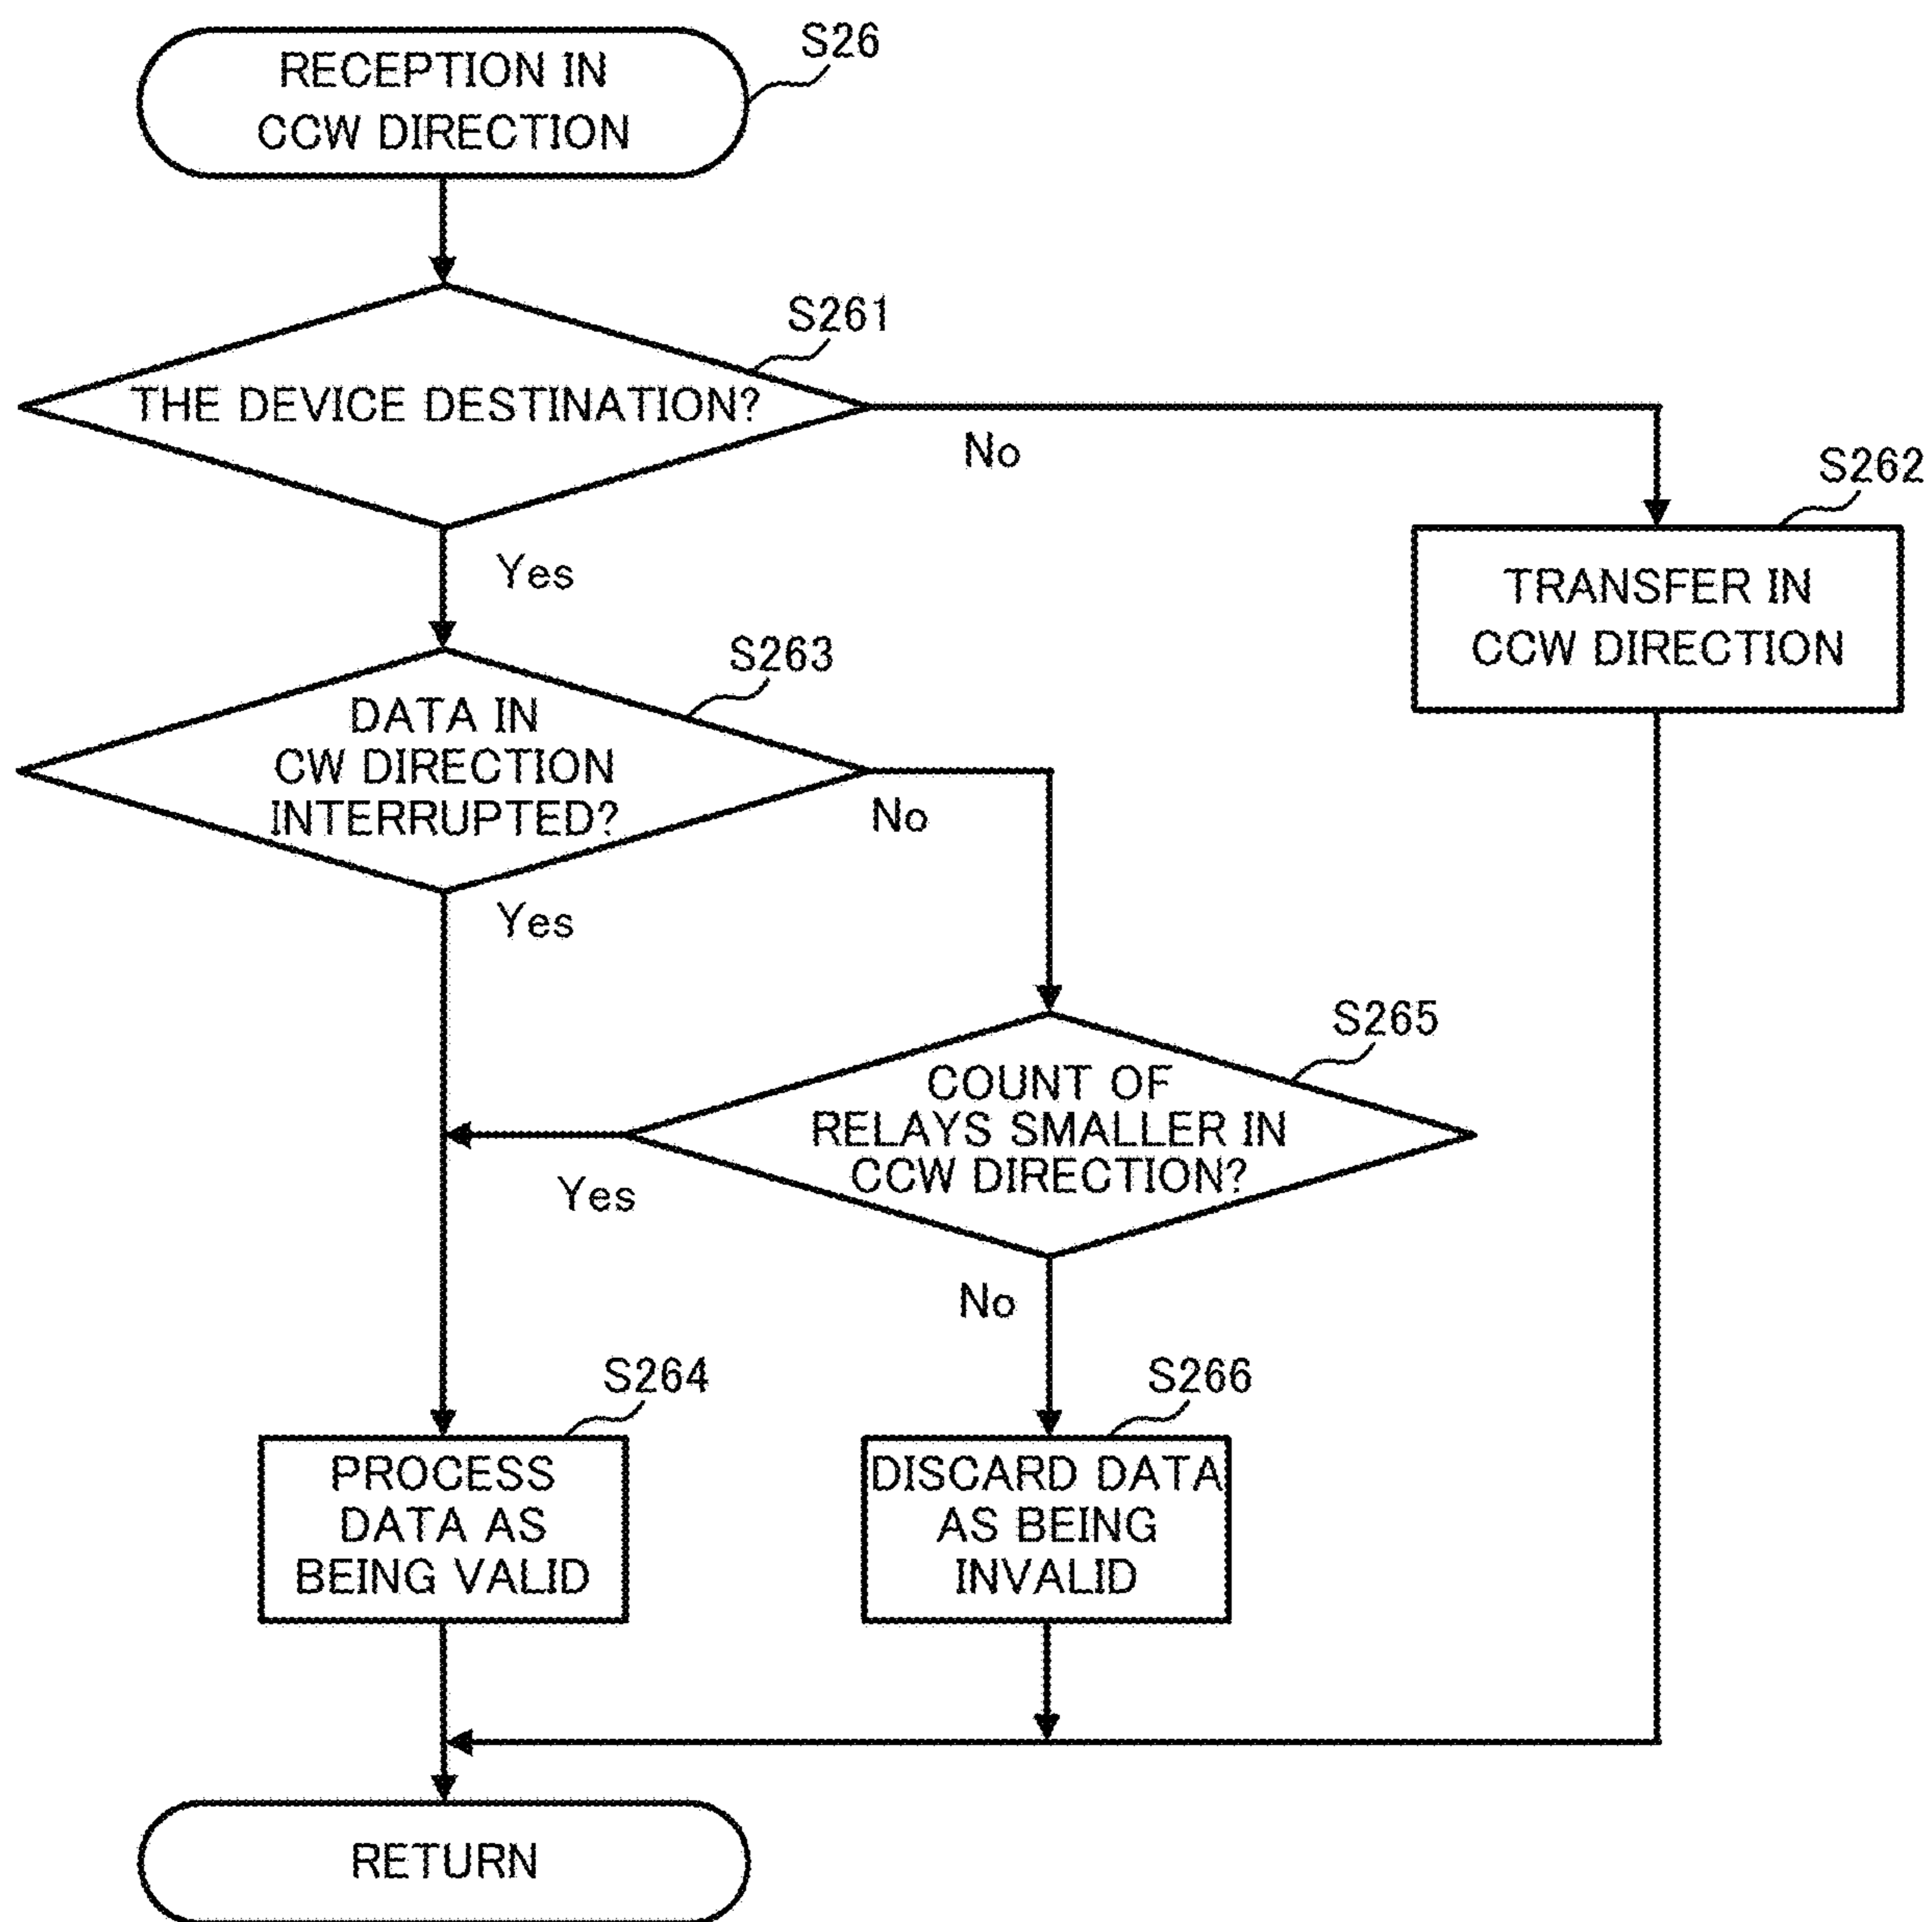 S26
RECEPTION IN
CCW DIRECTION
S261
THE DEVICE DESTINATION?
No
S262
Yes
TRANSFER IN
CCW DIRECTION
S263
DATA IN
CW DIRECTION
INTERRUPTED?
No
Yes
S265
COUNT OF
RELAYS SMALLER IN
CCW DIRECTION?
Yes
No
S264
S266
PROCESS
DATA AS
BEING VALID
DISCARD DATA
AS BEING
INVALID
RETURN